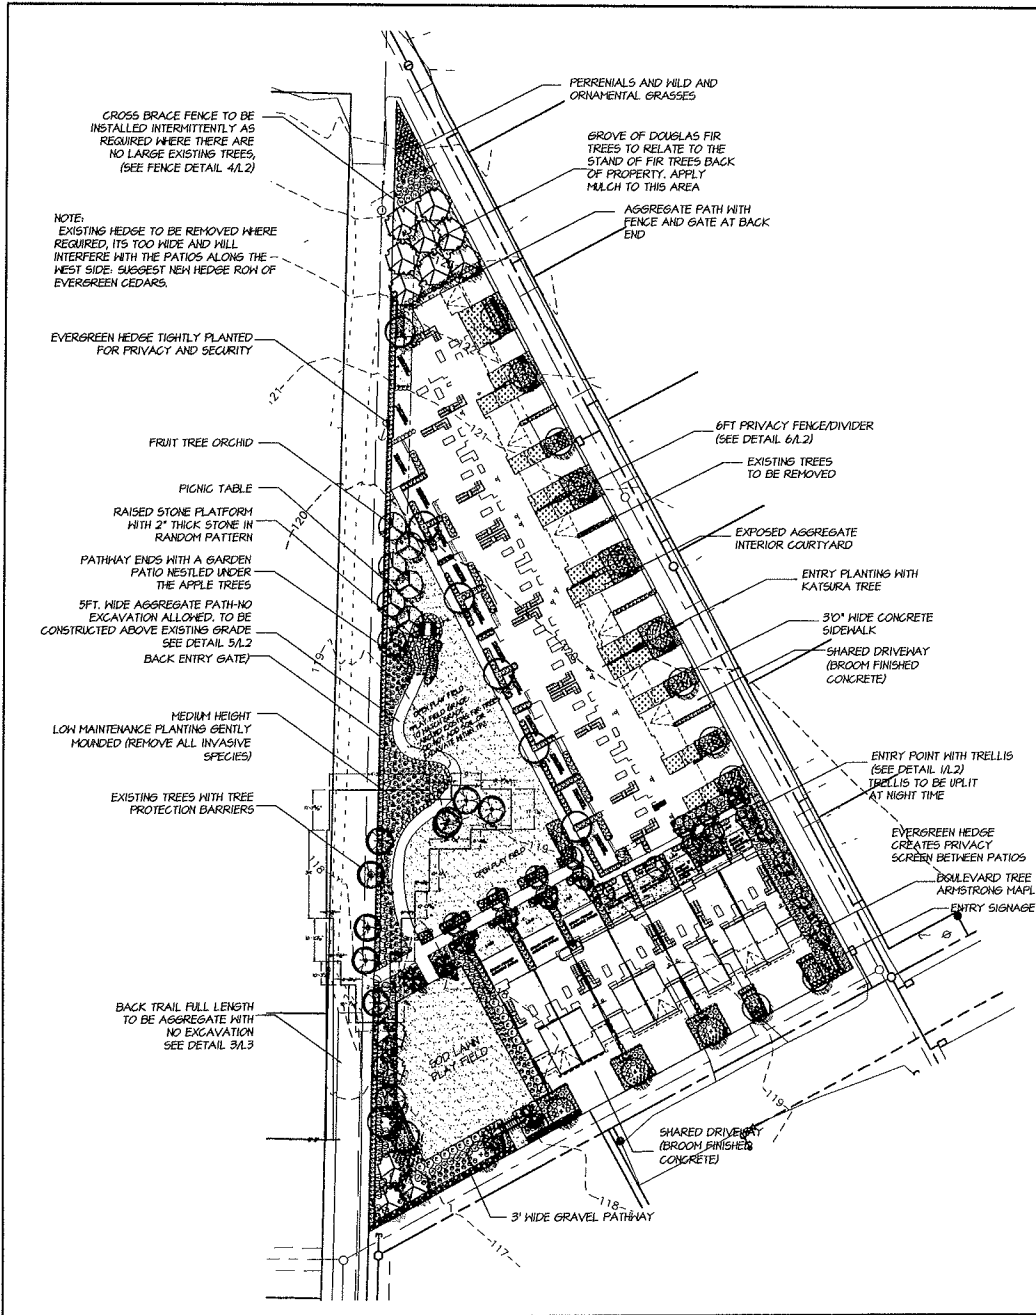 PERRENIALS AND WILD AND
ORNAMENTAL GRASSES
CROSS BRACE FENCE TO BE
INSTALLED INTERMITTENTLY AS
REQUIRED WHERE THERE ARE
NO LARGE EXISTING TREES,
(SEE FENCE DETAIL 4/L2)
GROVE OF DOUGLAS FIR
TREES TO RELATE TO THE
STAND OF FIR TREES BACK
OF PROPERTY. APPLY
MULCH TO THIS AREA
AGGREGATE PATH WITH
FENCE AND GATE AT BACK
END
NOTE:
EXISTING HEDGE TO BE REMOVED WHERE
REQUIRED, ITS TOO WIDE AND WILL
INTERFERE WITH THE PATIOS ALONG THE
WEST SIDE: SUGGEST NEW HEDGE ROW OF
EVERGREEN CEDARS.
EVERGREEN HEDGE TIGHTLY PLANTED
FOR PRIVACY AND SECURITY
121
121
6FT PRIVACY FENCE/DIVIDER
(SEE DETAIL 6/L2)
FRUIT TREE ORCHID
EXISTING TREES
TO BE REMOVED
PICNIC TABLE
RAISED STONE PLATFORM
WITH 2" THICK STONE IN
RANDOM PATTERN
120
EXPOSED AGGREGATE
INTERIOR COURTYARD
PATHWAY ENDS WITH A GARDEN
PATIO NESTLED UNDER
THE APPLE TREES
ENTRY PLANTING WITH
KATSURA TREE
5FT. WIDE AGGREGATE PATH-NO
EXCAVATION ALLOWED. TO BE
CONSTRUCTED ABOVE EXISTING GRADE
SEE DETAIL 5/L2
3'0" WIDE CONCRETE
SIDEWALK
BACK ENTRY GATE)
119
SHARED DRIVEWAY
(BROOM FINISHED
CONCRETE)
OPEN PLAY FIELD
MEDIUM HEIGHT
LOW MAINTENANCE PLANTING GENTLY
MOUNDED (REMOVE ALL INVASIVE
SPECIES)
ENTRY POINT WITH TRELLIS
(SEE DETAIL 1/L2)
TRELLIS TO BE UPLIT
AT NIGHT TIME
EXISTING TREES WITH TREE
PROTECTION BARRIERS
EVERGREEN HEDGE
CREATES PRIVACY
SCREEN BETWEEN PATIOS
118
119
OPEN PLAY FIELD
BOULEVARD TREE
ARMSTRONG MAPL
ENTRY SIGNAGE
BACK TRAIL FULL LENGTH
TO BE AGGREGATE WITH
NO EXCAVATION
SEE DETAIL 3/L3
SOD LAWN
PLAY FIELD
119
SHARED DRIVEWAY
(BROOM FINISHED
CONCRETE)
118
3' WIDE GRAVEL PATHWAY
117